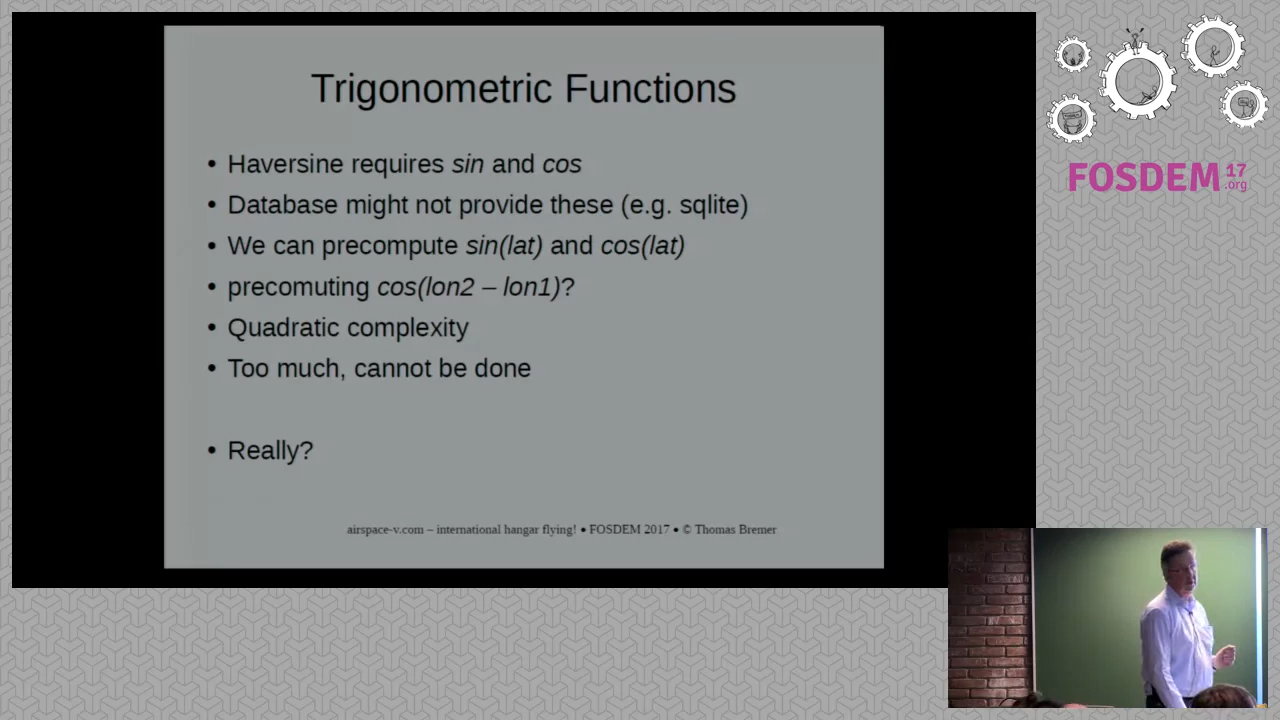 Trigonometric Functions
• Haversine requires sin and cos
• Database might not provide these (e.g. sqlite)
• We can precompute sin(lat) and cos(lat)
• precomuting cos(lon2 – lon1)?
• Quadratic complexity
• Too much, cannot be done
• Really?
airspace-v.com – international hangar flying! • FOSDEM 2017 • © Thomas Bremer
FOSDEM 17
.org